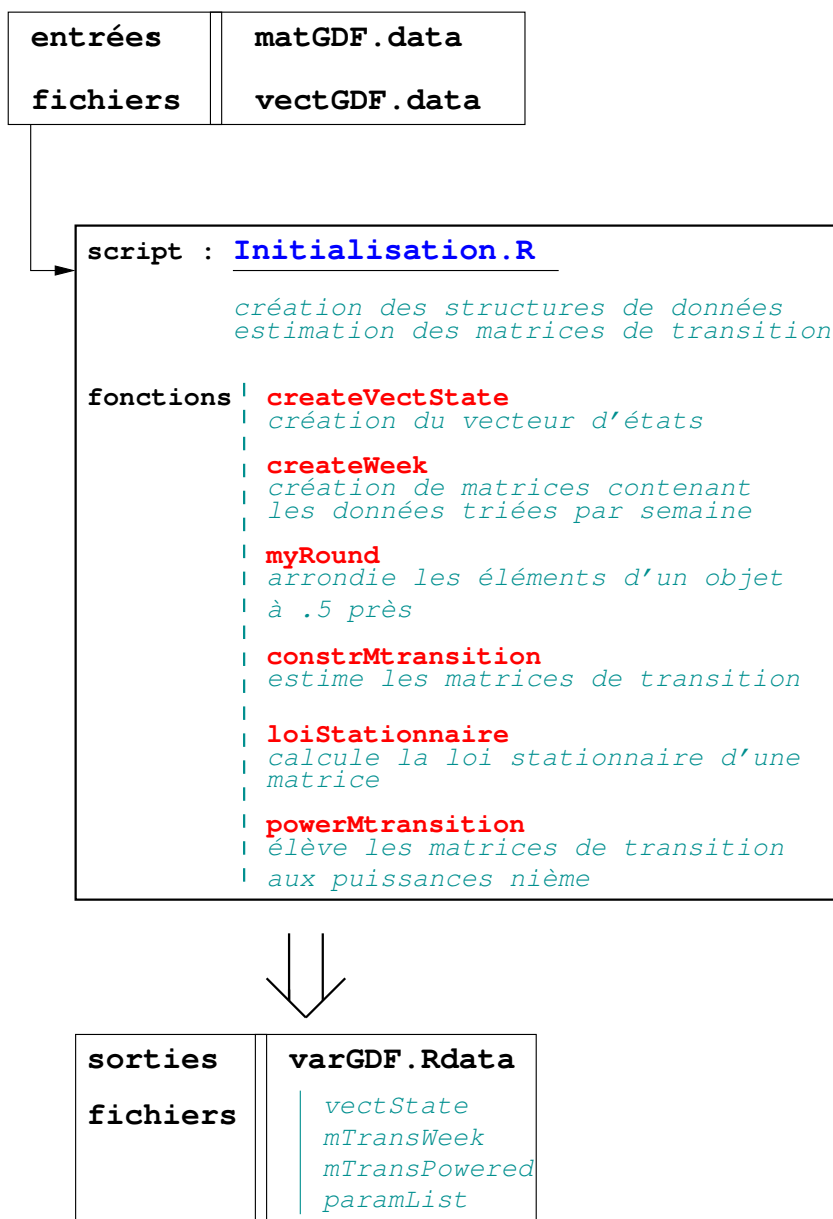 entrées matGDF.data
fichiers vectGDF.data
script : Initialisation.R
création des structures de données
estimation des matrices de transition
fonctions createVectState
création du vecteur d'états
createWeek
création de matrices contenant
les données triées par semaine
myRound
arrondie les éléments d'un objet
à .5 près
constrMtransition
estime les matrices de transition
loiStationnaire
calcule la loi stationnaire d'une
matrice
powerMtransition
élève les matrices de transition
aux puissances nième
sorties varGDF.Rdata
fichiers vectState
mTransWeek
mTransPowered
paramList